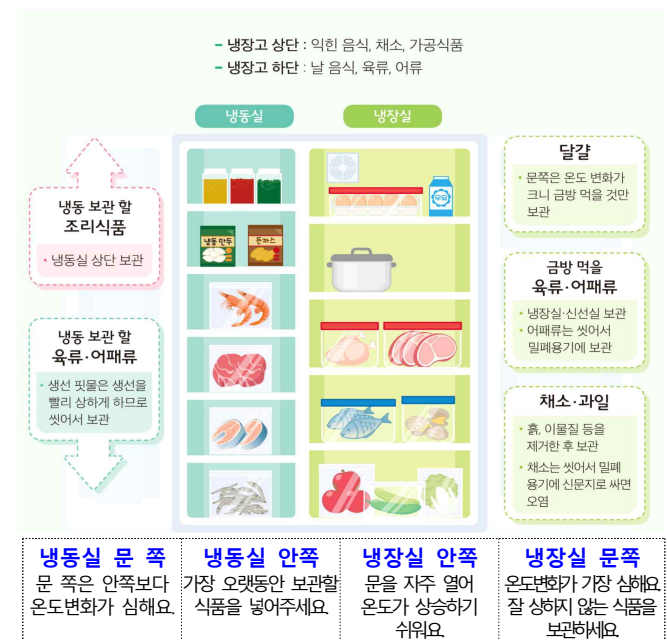 - 냉장고 상단 : 익힌 음식, 채소, 가공식품
- 냉장고 하단 : 날 음식, 육류, 어류
냉동실
냉장실
냉동 보관 할
조리식품
• 냉동실 상단 보관
냉동 보관 할
육류·어패류
• 생선 핏물은 생선을
빨리 상하게 하므로
씻어서 보관
냉동 만두
돈까스
달걀
• 문쪽은 온도 변화가
크니 금방 먹을 것만
보관
금방 먹을
육류·어패류
• 냉장실·신선실 보관
• 어패류는 씻어서
밀폐용기에 보관
채소·과일
• 흙, 이물질 등을
제거한 후 보관
• 채소는 씻어서 밀폐
용기에 신문지로 싸면
오염
냉동실 문 쪽
문 쪽은 안쪽보다
온도변화가 심해요.
냉동실 안쪽
가장 오랫동안 보관할
식품을 넣어주세요.
냉장실 안쪽
문을 자주 열어
온도가 상승하기
쉬워요.
냉장실 문쪽
온도변화가 가장 심해요.
잘 상하지 않는 식품을
보관하세요.